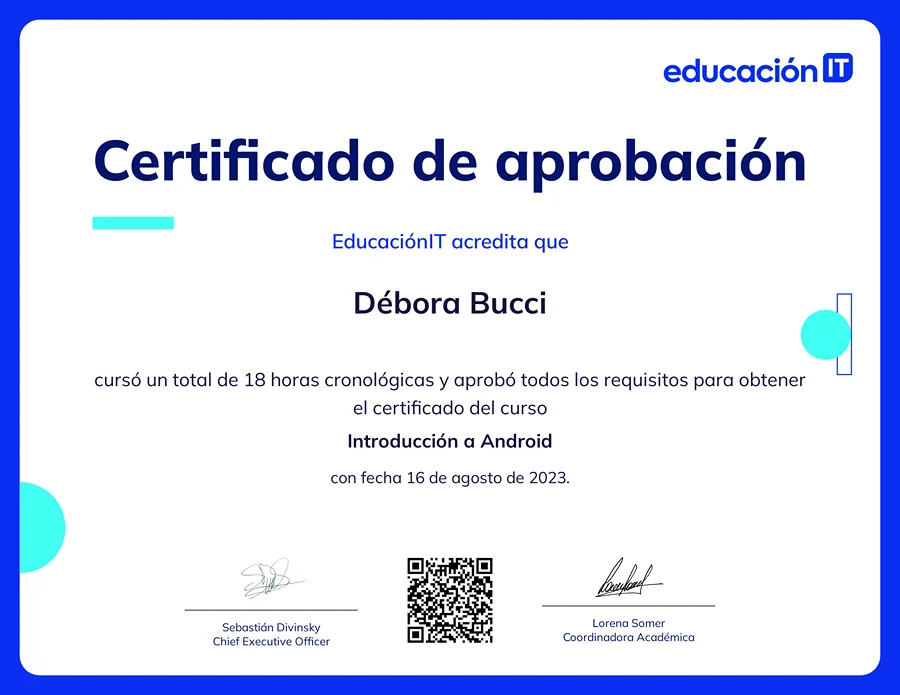 educaciónIT
Certificado de aprobación
EducaciónIT acredita que
Débora Bucci
cursó un total de 18 horas cronológicas y aprobó todos los requisitos para obtener
el certificado del curso
Introducción a Android
con fecha 16 de agosto de 2023.
Sebastián Divinsky
Chief Executive Officer
Lorena Somer
Coordinadora Académica